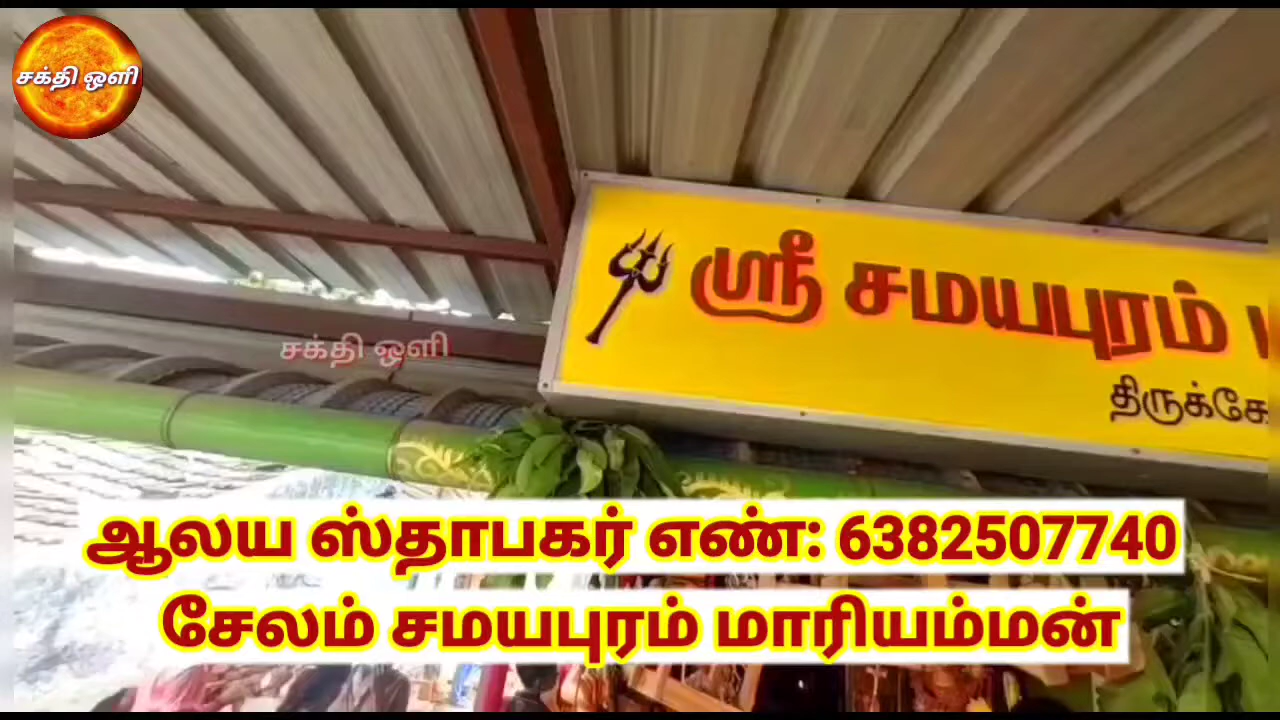 சக்தி ஒளி
ஸ்ரீ சமயபுரம்
சக்தி ஒளி
ஆலய ஸ்தாபகர் எண்: 6382507740
சேலம் சமயபுரம் மாரியம்மன்